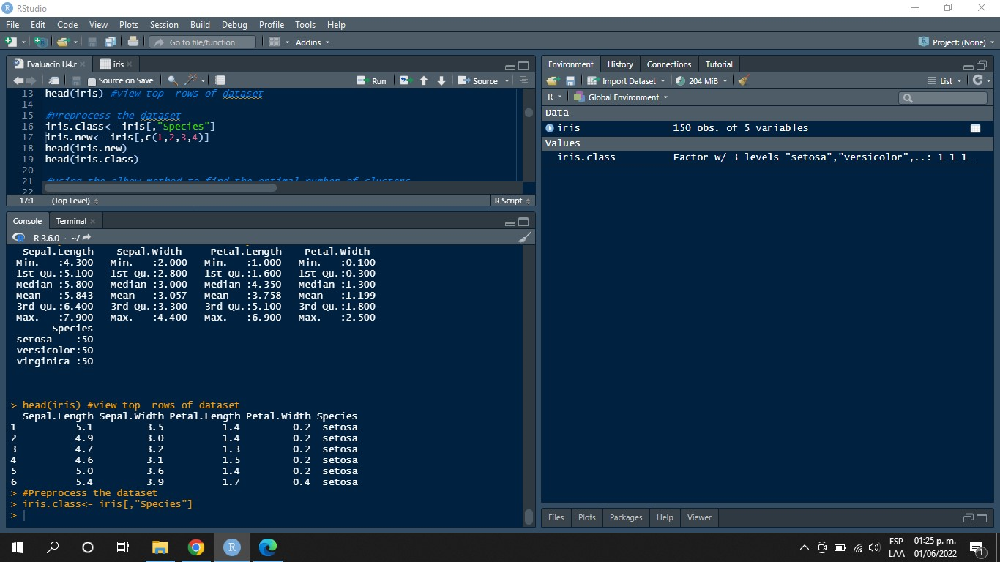 RStudio
File Edit Code View Plots Session Build Debug Profile Tools Help
Go to file/function Addins Project: (None)
Evaluacin U4.r iris
Source on Save Run Source
13 head(iris) #view top  rows of dataset
14
15 #Preprocess the dataset
16 iris.class<- iris[,"Species"]
17 iris.new<- iris[,c(1,2,3,4)]
18 head(iris.new)
19 head(iris.class)
20
21 #using the elbow method to find the optimal number of clusters
22
17:1 (Top Level) R Script
Console Terminal
R 3.6.0 · ~/
Sepal.Length Sepal.Width Petal.Length Petal.Width
Min. :4.300 Min. :2.000 Min. :1.000 Min. :0.100
1st Qu.:5.100 1st Qu.:2.800 1st Qu.:1.600 1st Qu.:0.300
Median :5.800 Median :3.000 Median :4.350 Median :1.300
Mean :5.843 Mean :3.057 Mean :3.758 Mean :1.199
3rd Qu.:6.400 3rd Qu.:3.300 3rd Qu.:5.100 3rd Qu.:1.800
Max. :7.900 Max. :4.400 Max. :6.900 Max. :2.500
Species
setosa :50
versicolor:50
virginica :50
> head(iris) #view top  rows of dataset
Sepal.Length Sepal.Width Petal.Length Petal.Width Species
1 5.1 3.5 1.4 0.2 setosa
2 4.9 3.0 1.4 0.2 setosa
3 4.7 3.2 1.3 0.2 setosa
4 4.6 3.1 1.5 0.2 setosa
5 5.0 3.6 1.4 0.2 setosa
6 5.4 3.9 1.7 0.4 setosa
> #Preprocess the dataset
> iris.class<- iris[,"Species"]
>
Environment History Connections Tutorial
Import Dataset 204 MiB List
R Global Environment
Data
iris 150 obs. of 5 variables
Values
iris.class Factor w/ 3 levels "setosa","versicolor",..: 1 1 1…
Files Plots Packages Help Viewer
ESP 01:25 p. m.
LAA 01/06/2022
1